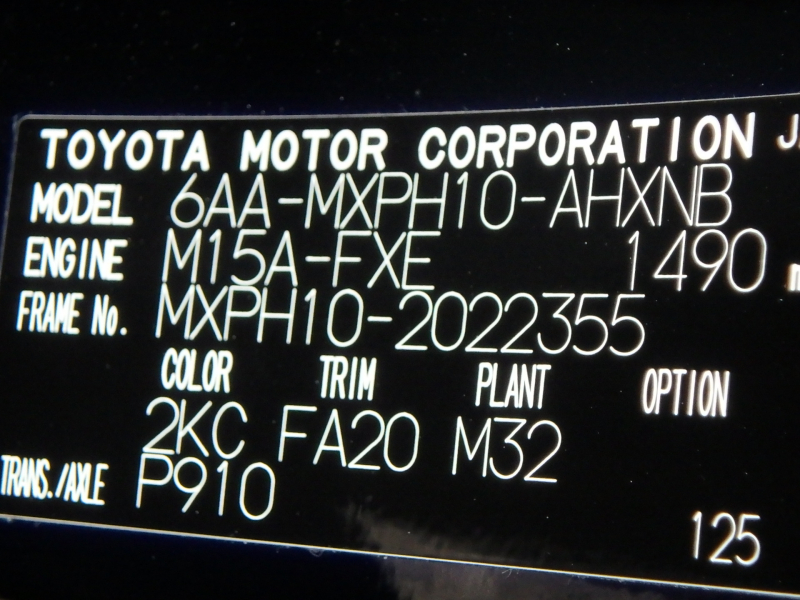 TOYOTA MOTOR CORPORATION
MODEL 6AA-MXPH10-AHXNB
ENGINE M15A-FXE 1490
FRAME No. MXPH10-2022355
COLOR TRIM PLANT OPTION
2KC FA20 M32
TRANS./AXLE P910
125